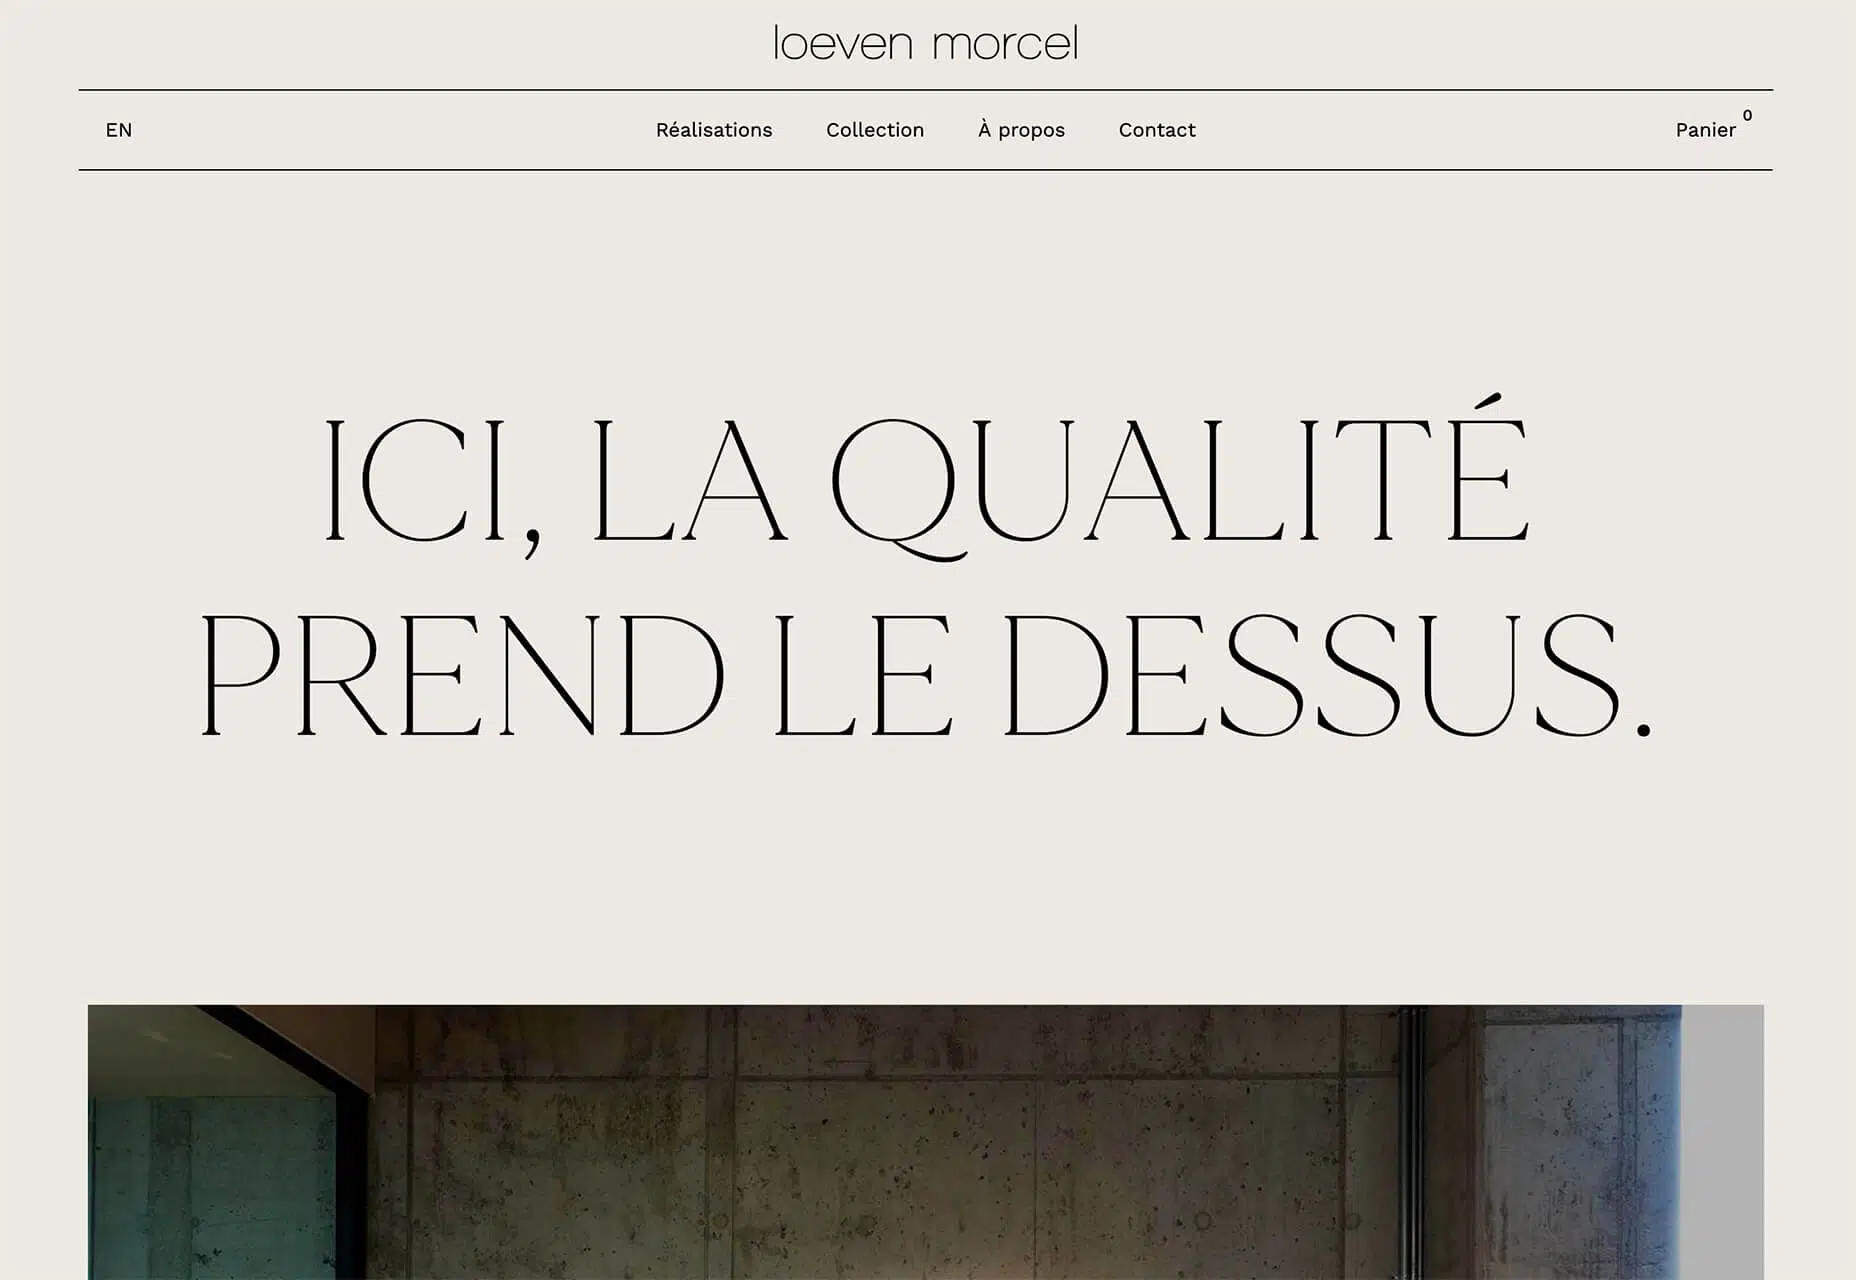 loeven morcel
EN Réalisations Collection À propos Contact Panier 0
ICI, LA QUALITÉ
PREND LE DESSUS.